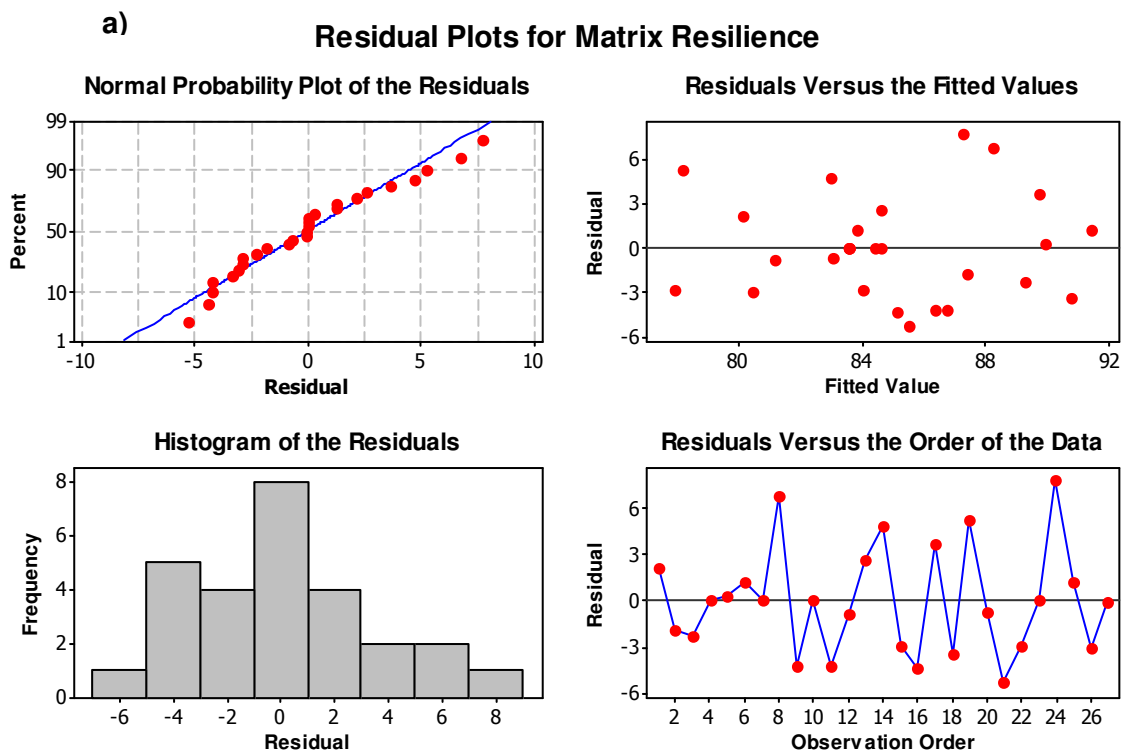 a)
Residual Plots for Matrix Resilience
Normal Probability Plot of the Residuals
99
90
50
10
1
Percent
-10 -5 0 5 10
Residual
Residuals Versus the Fitted Values
6
3
0
-3
-6
Residual
80 84 88 92
Fitted Value
Histogram of the Residuals
8
6
4
2
0
Frequency
-6 -4 -2 0 2 4 6 8
Residual
Residuals Versus the Order of the Data
6
3
0
-3
-6
Residual
2 4 6 8 10 12 14 16 18 20 22 24 26
Observation Order